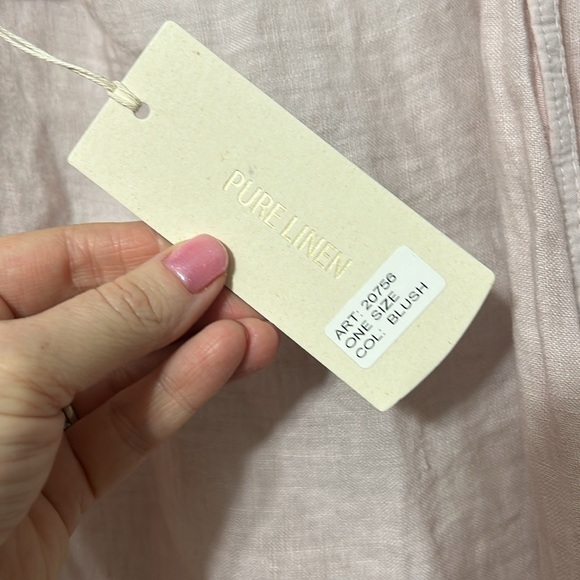 PURE LINEN
ART: 20756
ONE SIZE
COL: BLUSH